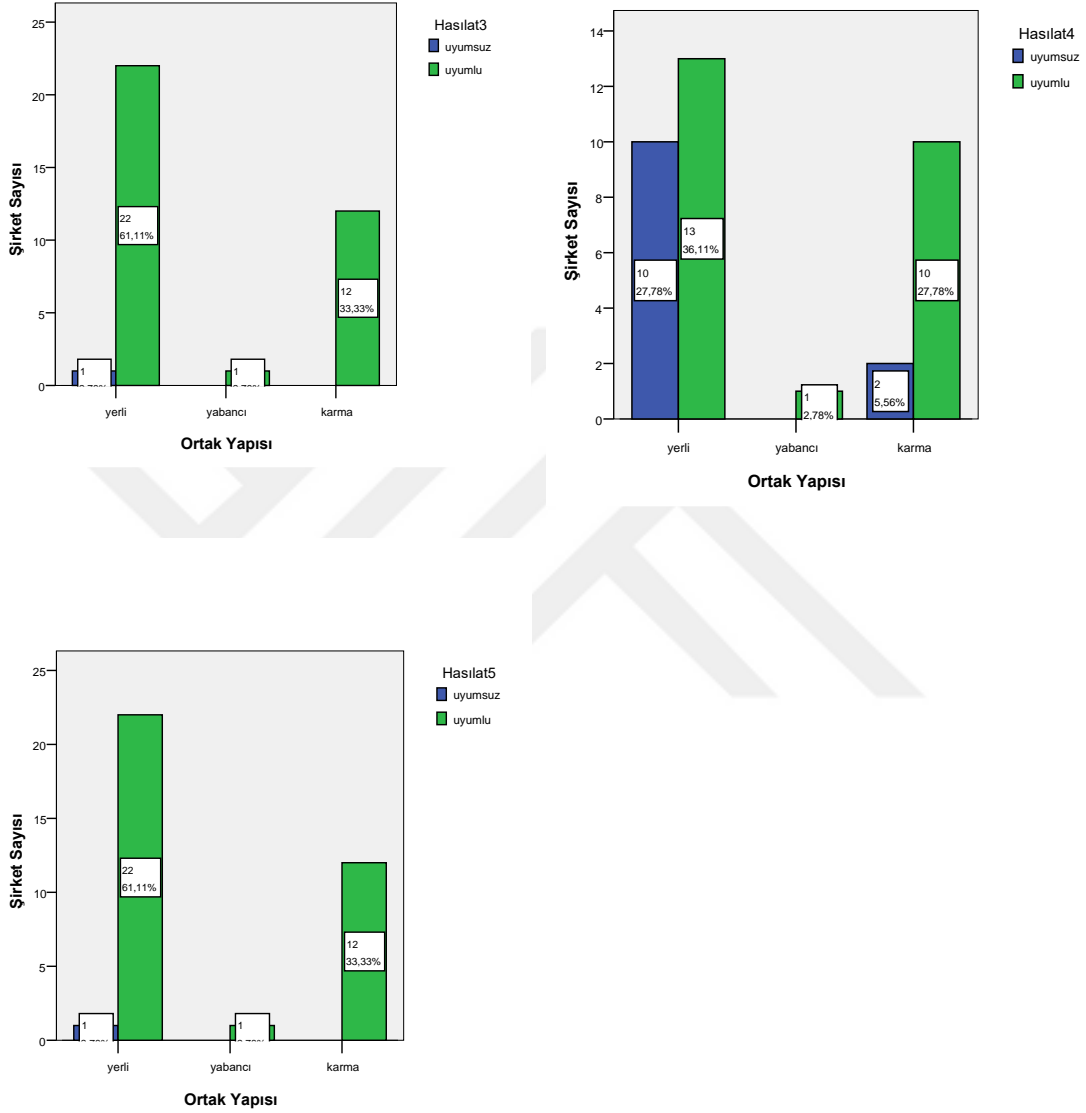 Hasılat3
uyumsuz
uyumlu
Şirket Sayısı
25
20
15
10
5
0
22
61,11%
12
33,33%
1
1
yerli
yabancı
karma
Ortak Yapısı
Hasılat4
uyumsuz
uyumlu
Şirket Sayısı
14
12
10
8
6
4
2
0
10
27,78%
13
36,11%
1
2,78%
2
5,56%
10
27,78%
yerli
yabancı
karma
Ortak Yapısı
Hasılat5
uyumsuz
uyumlu
Şirket Sayısı
25
20
15
10
5
0
22
61,11%
12
33,33%
1
1
yerli
yabancı
karma
Ortak Yapısı